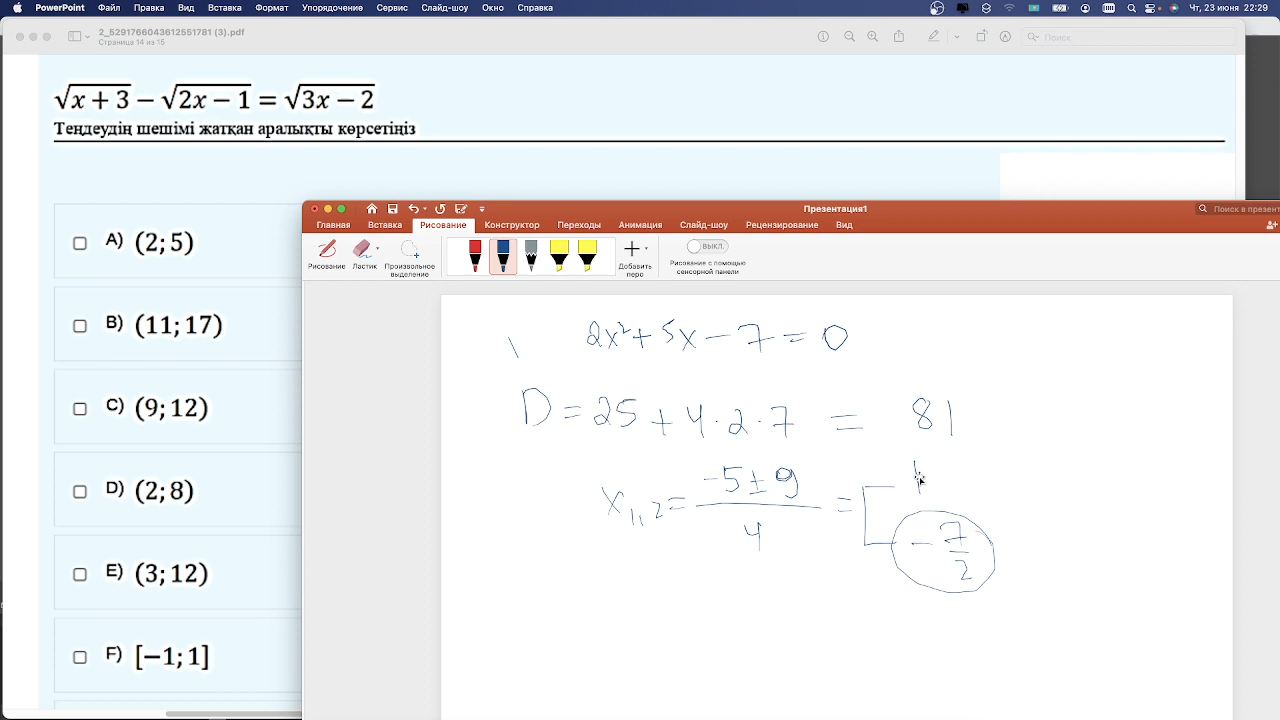 PowerPoint Файл Правка Вид Вставка Формат Упорядочение Сервис Слайд-шоу Окно Справка Чт, 23 июня 22:29
2_5291766043612551781 (3).pdf
Страница 14 из 15
Поиск
√x + 3 − √2x − 1 = √3x − 2
Теңдеудің шешімі жатқан аралықты көрсетіңіз
A) (2; 5)
B) (11; 17)
C) (9; 12)
D) (2; 8)
E) (3; 12)
F) [−1; 1]
Презентация1
Поиск в презент
Главная Вставка Рисование Конструктор Переходы Анимация Слайд-шоу Рецензирование Вид
Рисование Ластик Произвольное выделение Добавить перо ВЫКЛ. Рисование с помощью сенсорной панели
2x² + 5x − 7 = 0
D = 25 + 4 · 2 · 7 = 81
x1,2 = −5 ± 9 / 4 = [ 1
− 7/2